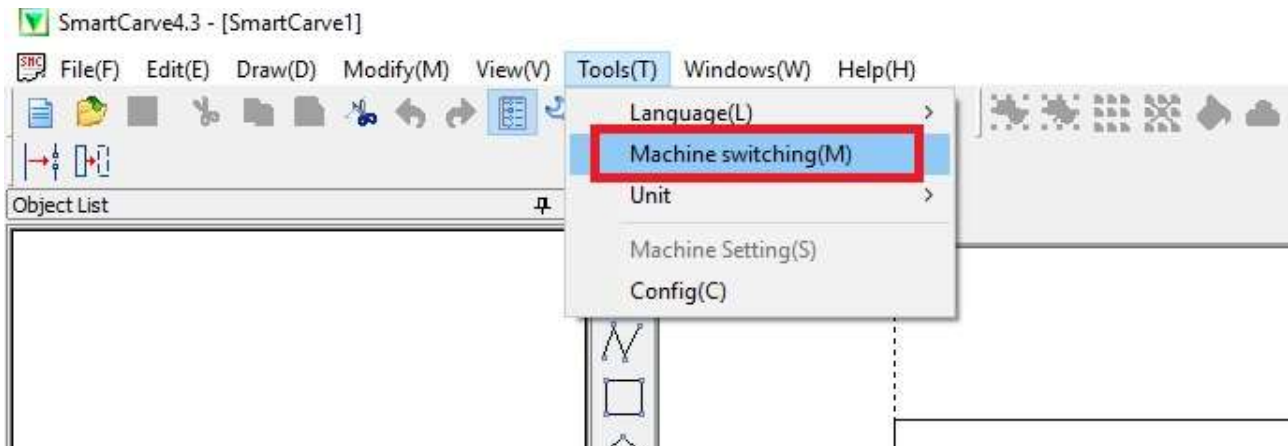 SmartCarve4.3 - [SmartCarve1]
SMC File(F) Edit(E) Draw(D) Modify(M) View(V) Tools(T) Windows(W) Help(H)
Language(L) >
Machine switching(M)
Unit >
Object List
Machine Setting(S)
Config(C)